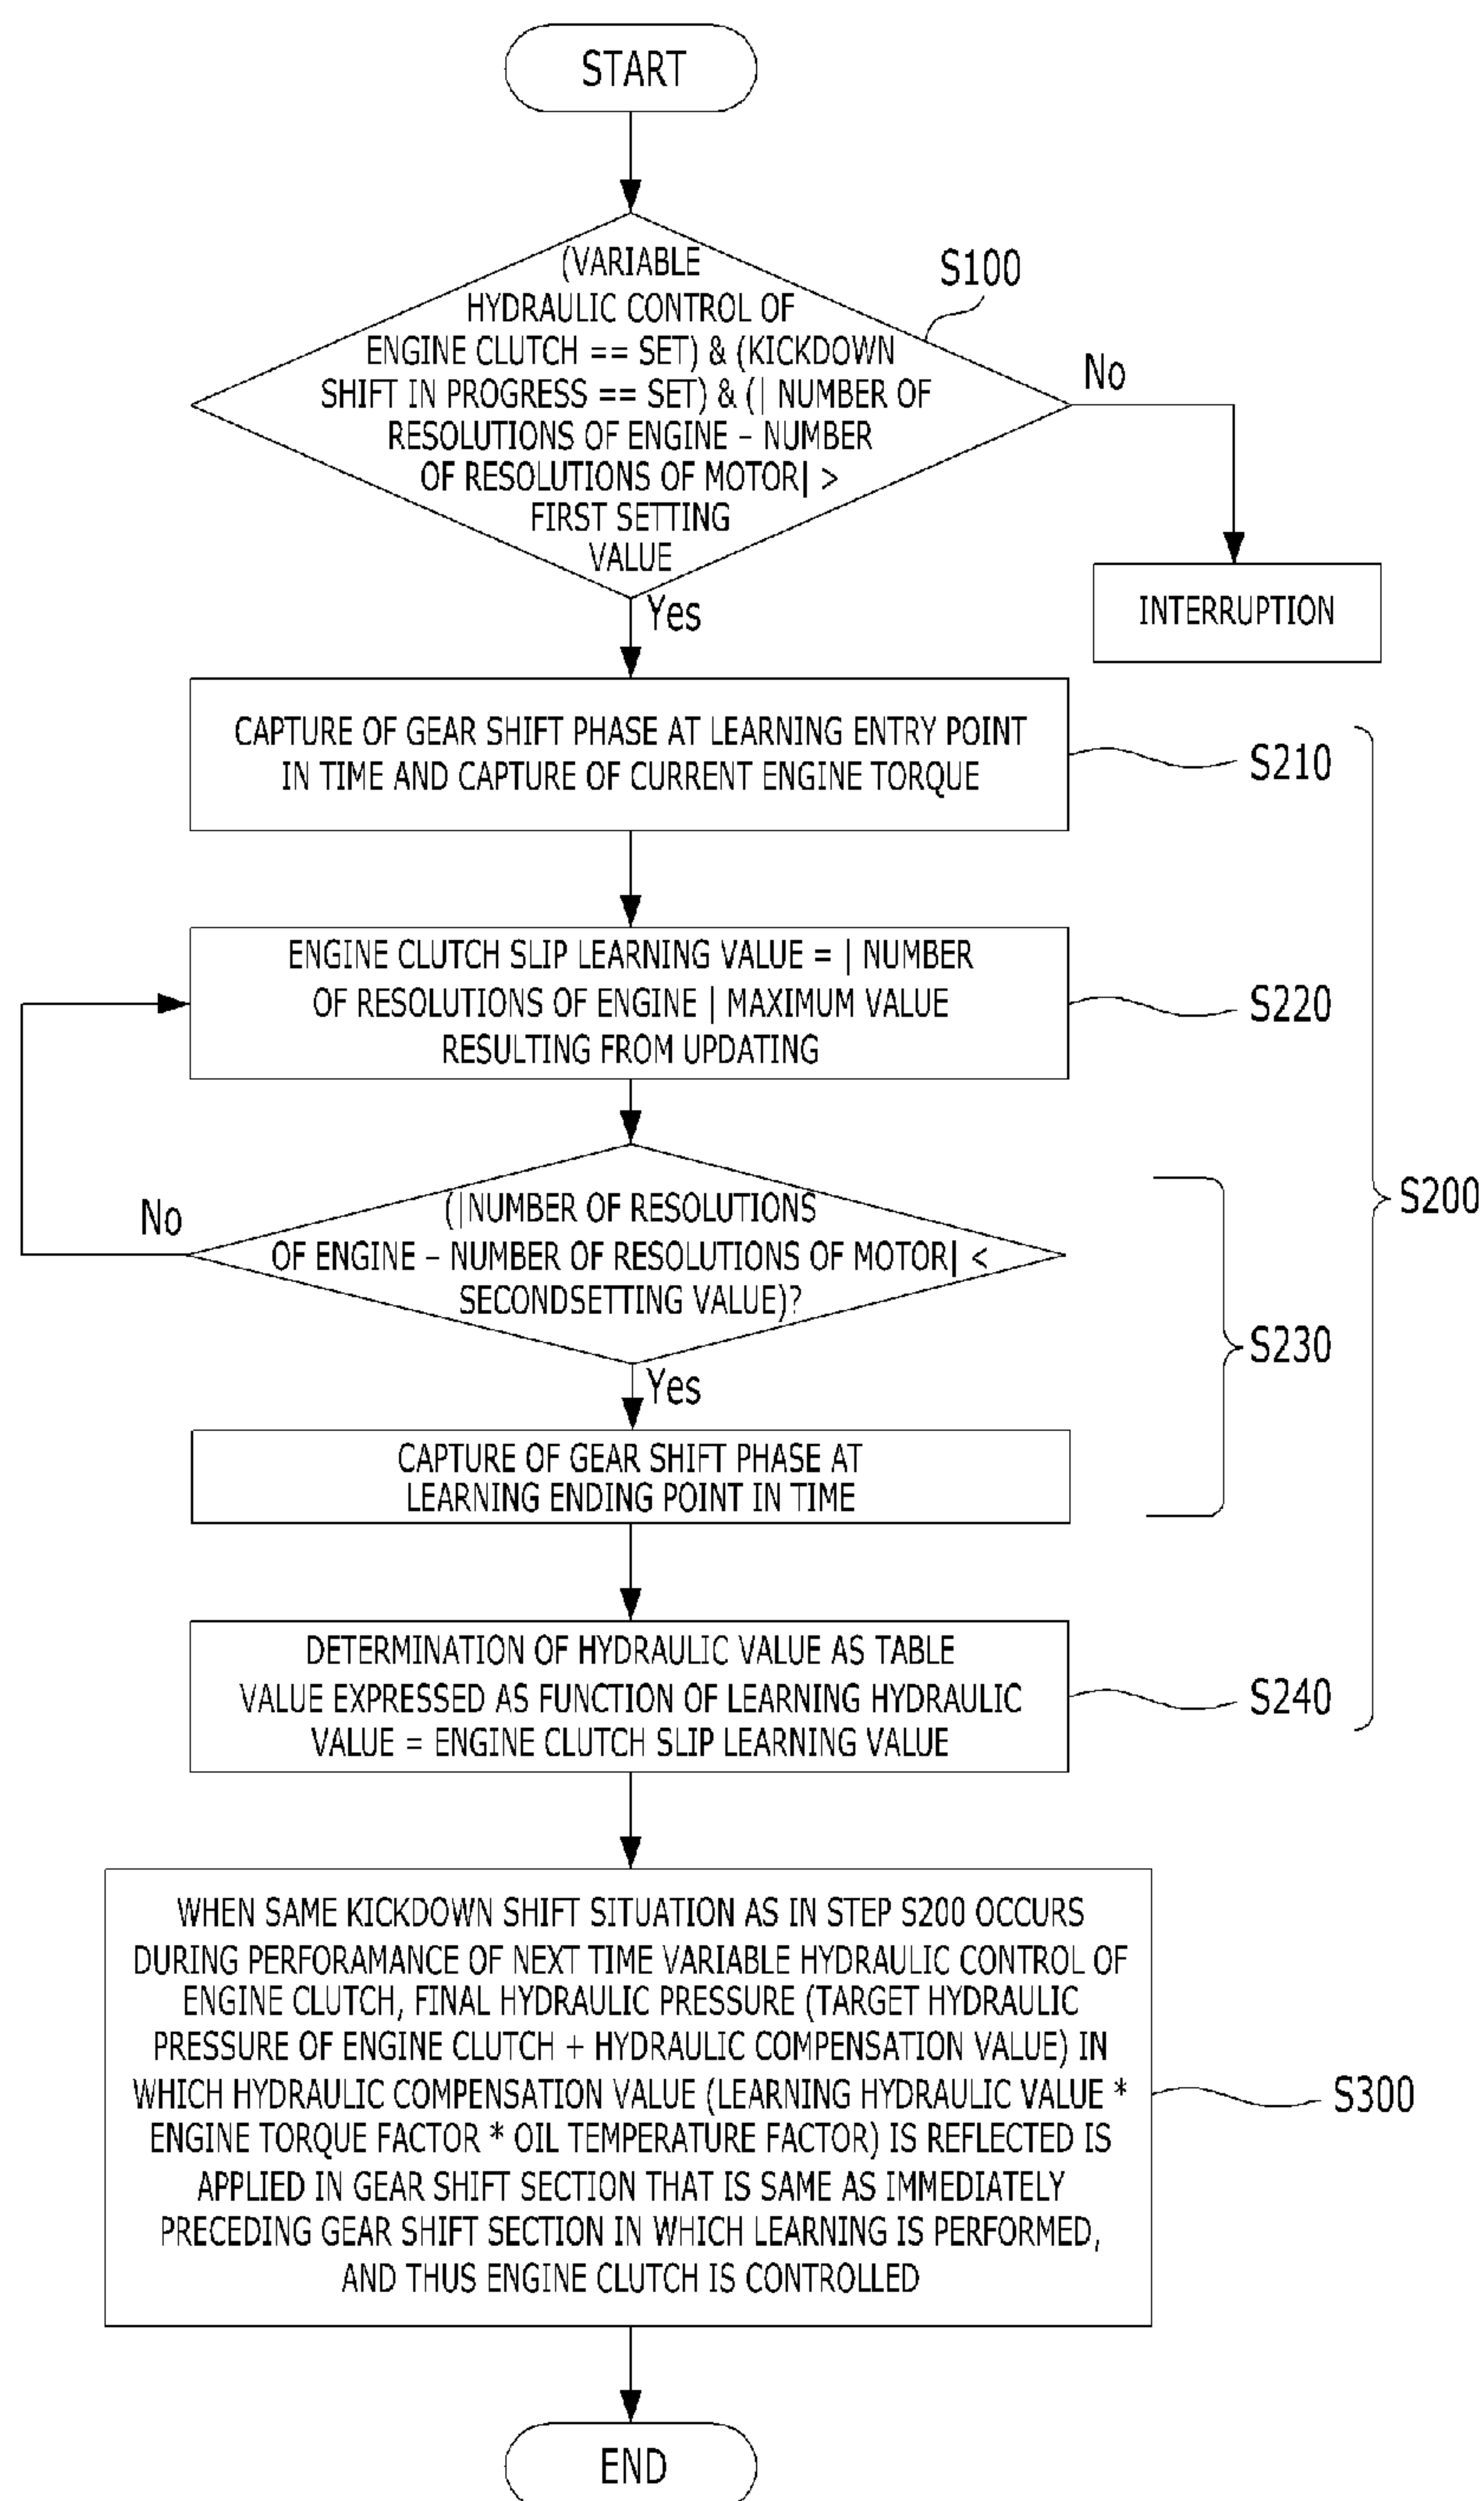 START
(VARIABLE
HYDRAULIC CONTROL OF
ENGINE CLUTCH == SET) & (KICKDOWN
SHIFT IN PROGRESS == SET) & (| NUMBER OF
RESOLUTIONS OF ENGINE – NUMBER
OF RESOLUTIONS OF MOTOR| >
FIRST SETTING
VALUE
S100
No
INTERRUPTION
Yes
CAPTURE OF GEAR SHIFT PHASE AT LEARNING ENTRY POINT
IN TIME AND CAPTURE OF CURRENT ENGINE TORQUE
S210
ENGINE CLUTCH SLIP LEARNING VALUE = | NUMBER
OF RESOLUTIONS OF ENGINE | MAXIMUM VALUE
RESULTING FROM UPDATING
S220
(|NUMBER OF RESOLUTIONS
OF ENGINE – NUMBER OF RESOLUTIONS OF MOTOR| <
SECONDSETTING VALUE)?
No
S200
S230
Yes
CAPTURE OF GEAR SHIFT PHASE AT
LEARNING ENDING POINT IN TIME
DETERMINATION OF HYDRAULIC VALUE AS TABLE
VALUE EXPRESSED AS FUNCTION OF LEARNING HYDRAULIC
VALUE = ENGINE CLUTCH SLIP LEARNING VALUE
S240
WHEN SAME KICKDOWN SHIFT SITUATION AS IN STEP S200 OCCURS
DURING PERFORAMANCE OF NEXT TIME VARIABLE HYDRAULIC CONTROL OF
ENGINE CLUTCH, FINAL HYDRAULIC PRESSURE (TARGET HYDRAULIC
PRESSURE OF ENGINE CLUTCH + HYDRAULIC COMPENSATION VALUE) IN
WHICH HYDRAULIC COMPENSATION VALUE (LEARNING HYDRAULIC VALUE *
ENGINE TORQUE FACTOR * OIL TEMPERATURE FACTOR) IS REFLECTED IS
APPLIED IN GEAR SHIFT SECTION THAT IS SAME AS IMMEDIATELY
PRECEDING GEAR SHIFT SECTION IN WHICH LEARNING IS PERFORMED,
AND THUS ENGINE CLUTCH IS CONTROLLED
S300
END